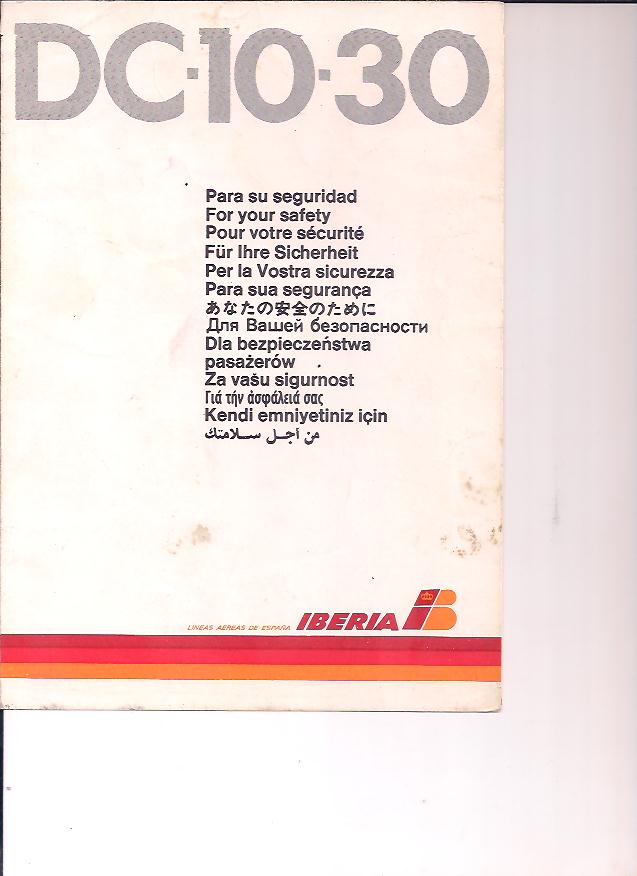 DC-10-30
Para su seguridad
For your safety
Pour votre sécurité
Für Ihre Sicherheit
Per la Vostra sicurezza
Para sua segurança
あなたの安全のために
Для Вашей безопасности
Dla bezpieczeństwa
pasażerów
Za vašu sigurnost
Γιά τήν ἀσφάλειά σας
Kendi emniyetiniz için
من أجل سلامتك
LINEAS AEREAS DE ESPAÑA IBERIA